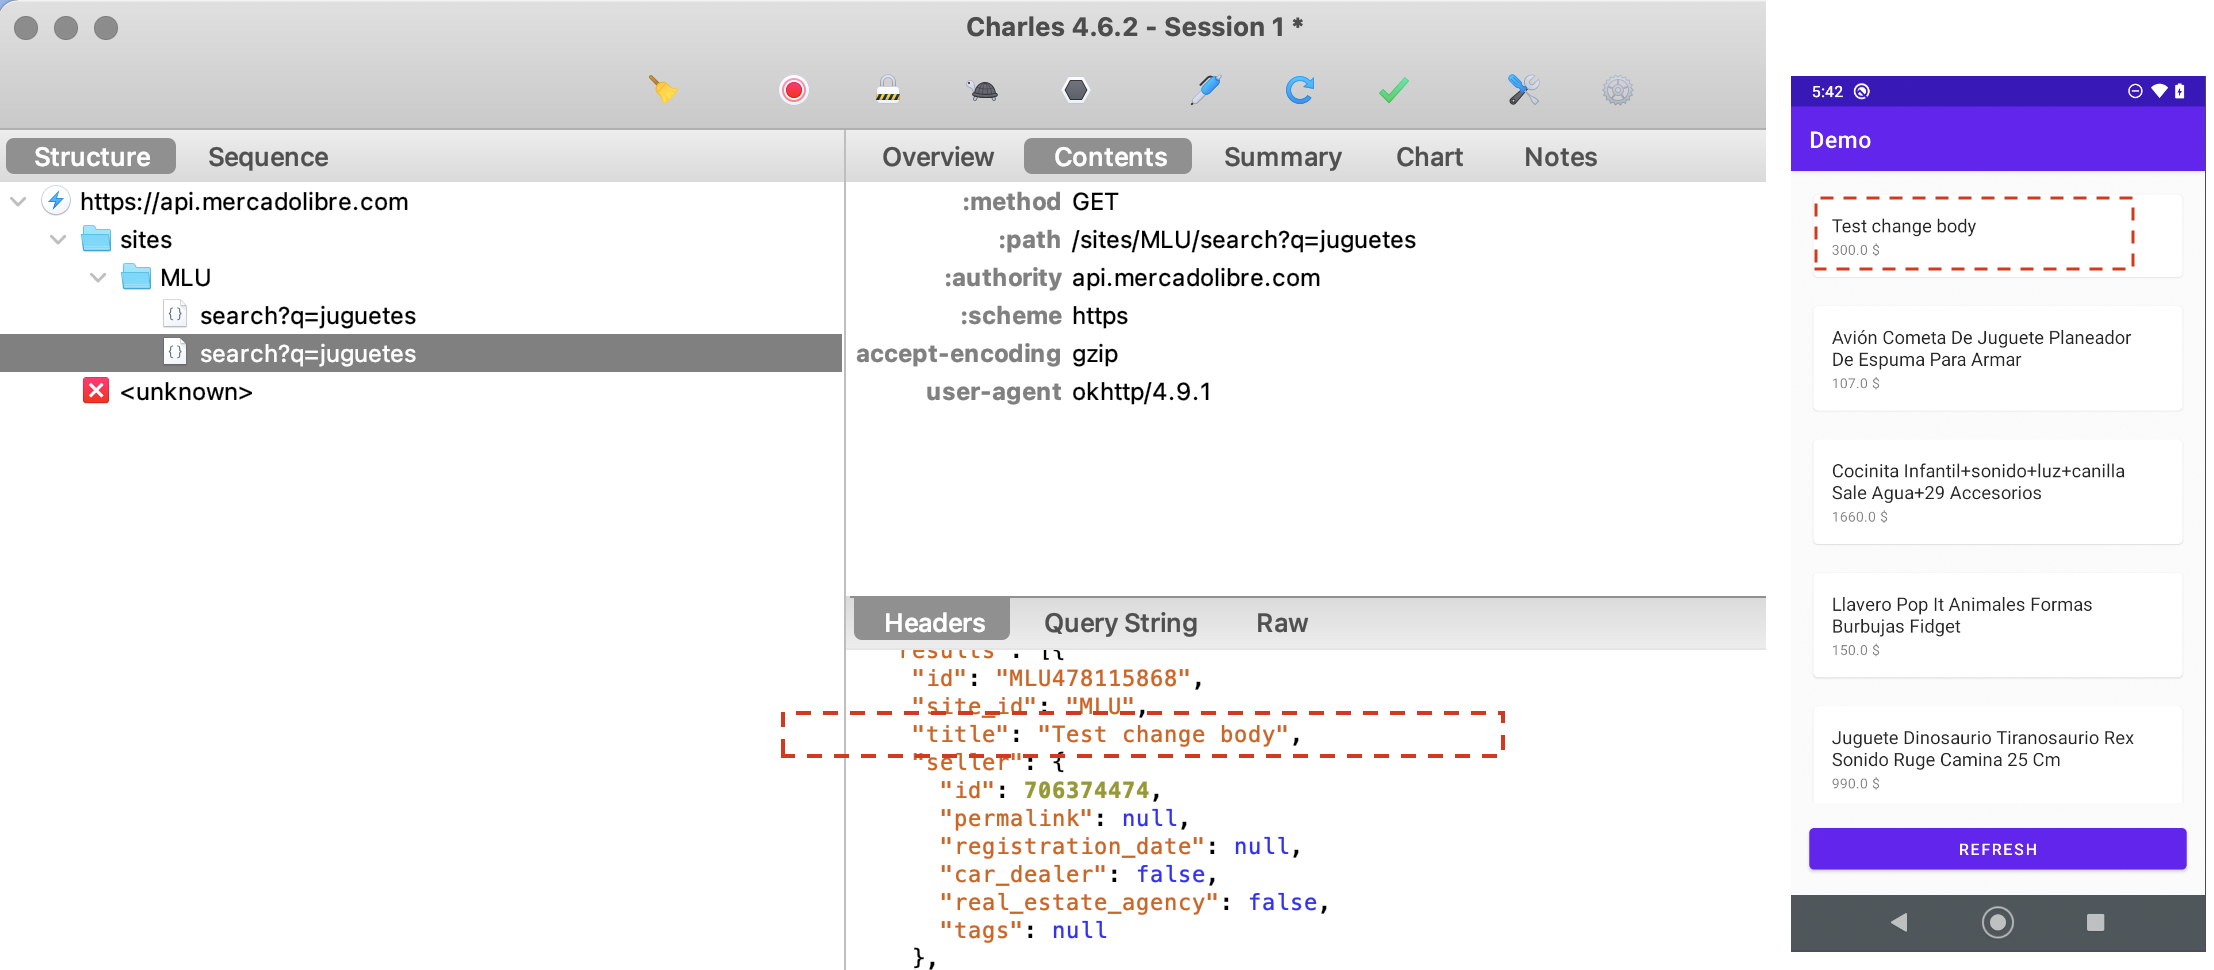 Charles 4.6.2 - Session 1 *
Structure
Sequence
https://api.mercadolibre.com
sites
MLU
search?q=juguetes
search?q=juguetes
<unknown>
Overview
Contents
Summary
Chart
Notes
:method GET
:path /sites/MLU/search?q=juguetes
:authority api.mercadolibre.com
:scheme https
accept-encoding gzip
user-agent okhttp/4.9.1
Headers
Query String
Raw
"results": [{
"id": "MLU478115868",
"site_id": "MLU",
"title": "Test change body",
"seller": {
"id": 706374474,
"permalink": null,
"registration_date": null,
"car_dealer": false,
"real_estate_agency": false,
"tags": null
},
5:42
Demo
Test change body
300.0 $
Avión Cometa De Juguete Planeador
De Espuma Para Armar
107.0 $
Cocinita Infantil+sonido+luz+canilla
Sale Agua+29 Accesorios
1660.0 $
Llavero Pop It Animales Formas
Burbujas Fidget
150.0 $
Juguete Dinosaurio Tiranosaurio Rex
Sonido Ruge Camina 25 Cm
990.0 $
REFRESH